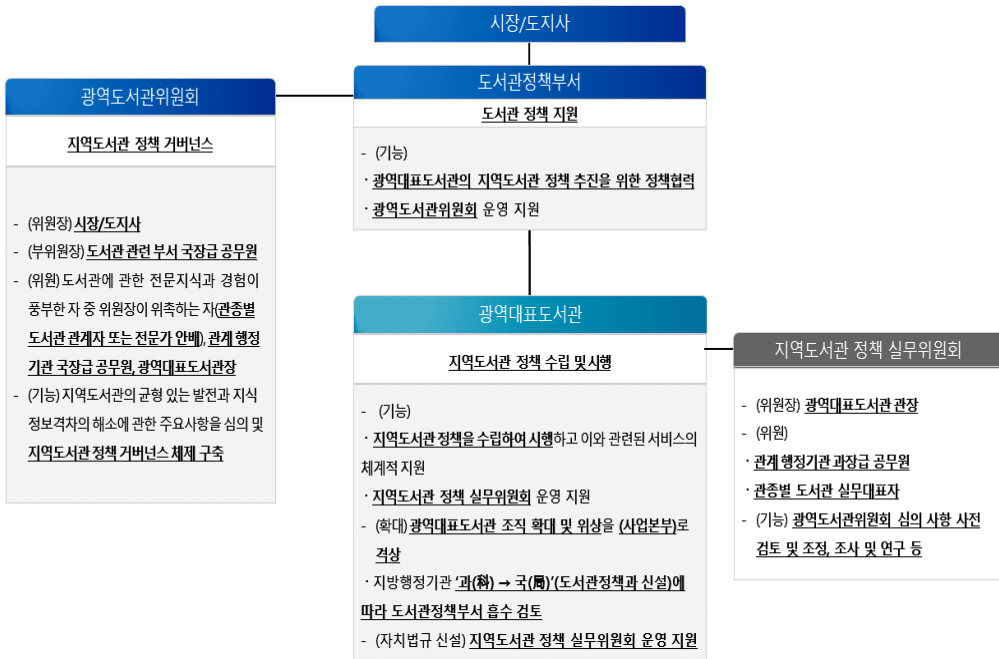 시장/도지사
도서관정책부서
도서관 정책 지원
- (기능)
· 광역대표도서관의 지역도서관 정책 추진을 위한 정책협력
· 광역도서관위원회 운영 지원
광역도서관위원회
지역도서관 정책 거버넌스
- (위원장) 시장/도지사
- (부위원장) 도서관 관련 부서 국장급 공무원
- (위원) 도서관에 관한 전문지식과 경험이
풍부한 자 중 위원장이 위촉하는 자(관종별
도서관 관계자 또는 전문가 안배), 관계 행정
기관 국장급 공무원, 광역대표도서관장
- (기능) 지역도서관의 균형 있는 발전과 지식
정보격차의 해소에 관한 주요사항을 심의 및
지역도서관 정책 거버넌스 체제 구축
광역대표도서관
지역도서관 정책 수립 및 시행
- (기능)
· 지역도서관 정책을 수립하여 시행하고 이와 관련된 서비스의
체계적 지원
· 지역도서관 정책 실무위원회 운영 지원
- (확대) 광역대표도서관 조직 확대 및 위상을 (사업본부)로
격상
· 지방행정기관 ‘과(科) → 국(局)’(도서관정책과 신설)에
따라 도서관정책부서 흡수 검토
- (자치법규 신설) 지역도서관 정책 실무위원회 운영 지원
지역도서관 정책 실무위원회
- (위원장) 광역대표도서관 관장
- (위원)
· 관계 행정기관 과장급 공무원
· 관종별 도서관 실무대표자
- (기능) 광역도서관위원회 심의 사항 사전
검토 및 조정, 조사 및 연구 등